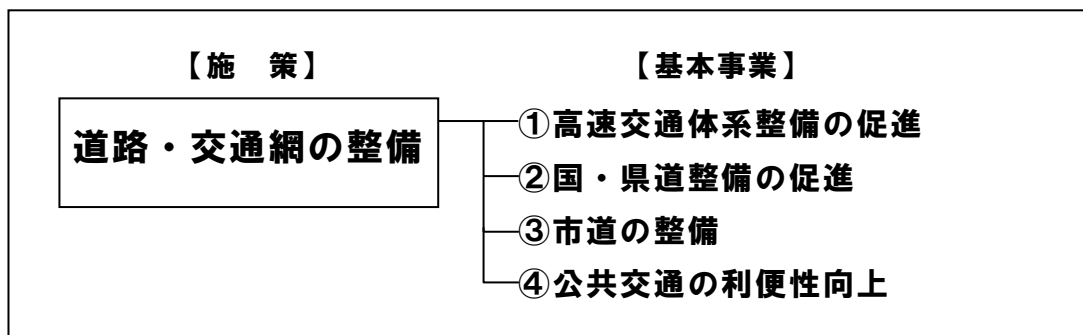 【施　策】　【基本事業】
道路・交通網の整備
①高速交通体系整備の促進
②国・県道整備の促進
③市道の整備
④公共交通の利便性向上